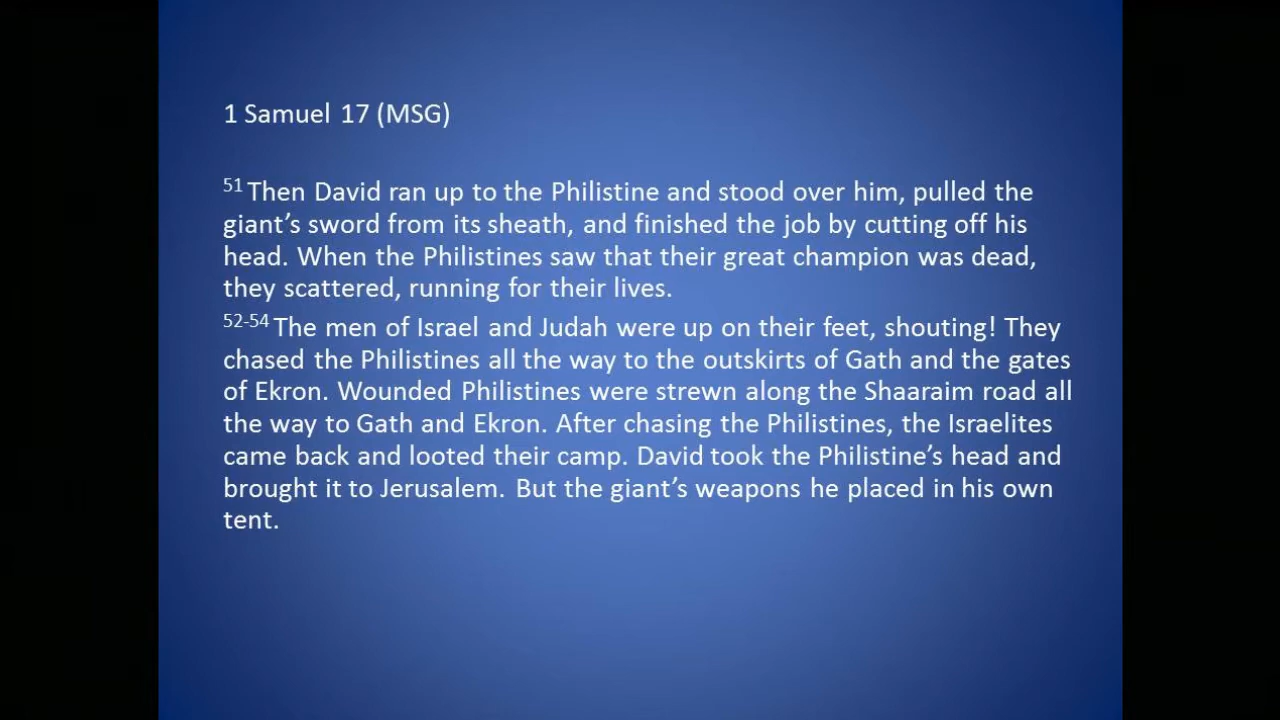 1 Samuel 17 (MSG)
51 Then David ran up to the Philistine and stood over him, pulled the
giant’s sword from its sheath, and finished the job by cutting off his
head. When the Philistines saw that their great champion was dead,
they scattered, running for their lives.
52-54 The men of Israel and Judah were up on their feet, shouting! They
chased the Philistines all the way to the outskirts of Gath and the gates
of Ekron. Wounded Philistines were strewn along the Shaaraim road all
the way to Gath and Ekron. After chasing the Philistines, the Israelites
came back and looted their camp. David took the Philistine’s head and
brought it to Jerusalem. But the giant’s weapons he placed in his own
tent.